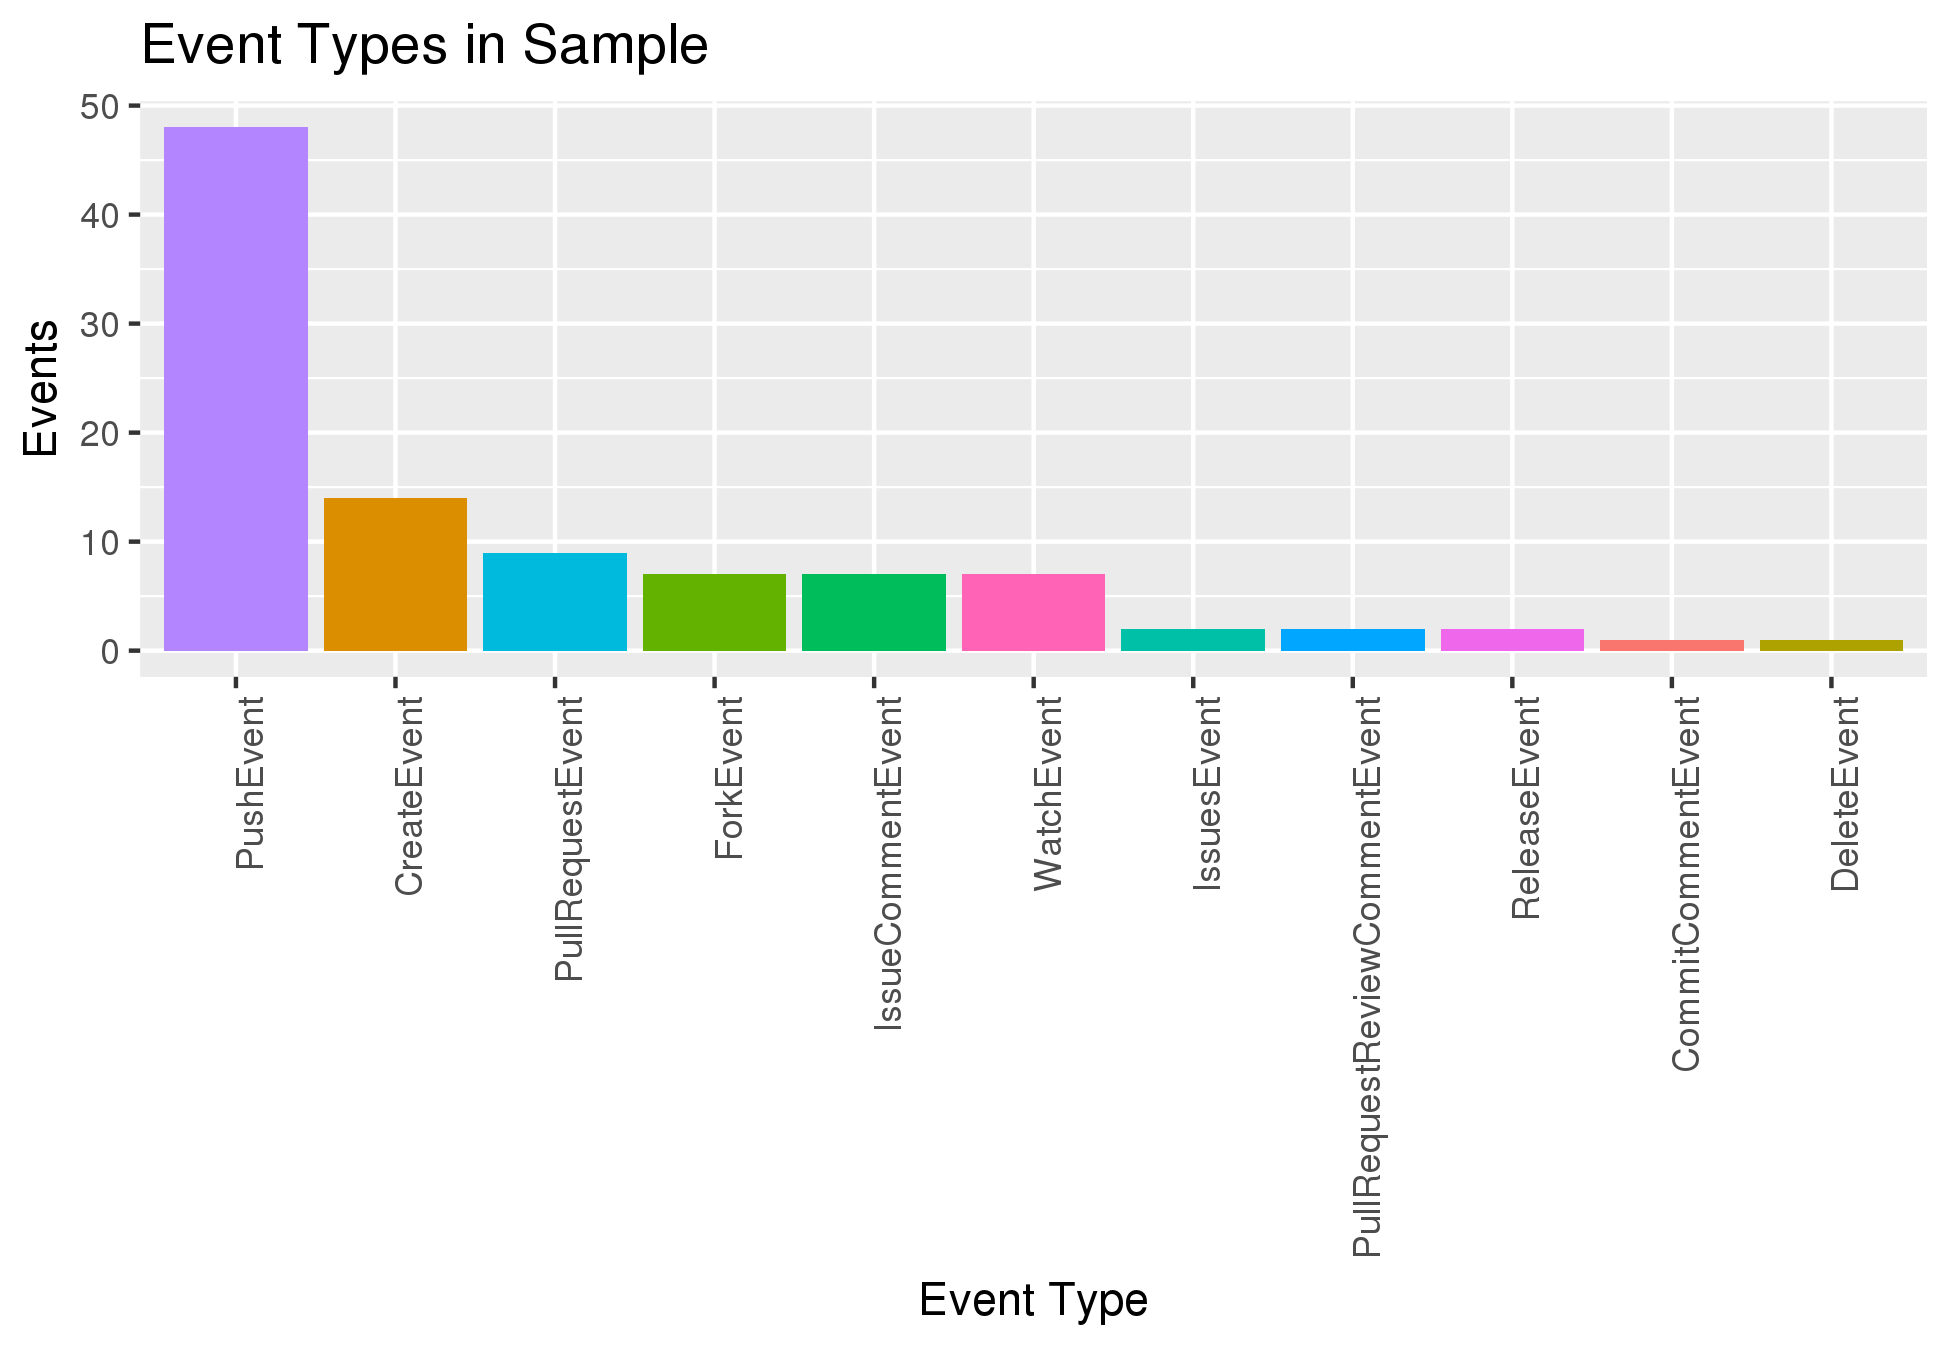 Event Types in Sample
50
40
30
20
10
0
Events
PushEvent
CreateEvent
PullRequestEvent
ForkEvent
IssueCommentEvent
WatchEvent
IssuesEvent
PullRequestReviewCommentEvent
ReleaseEvent
CommitCommentEvent
DeleteEvent
Event Type